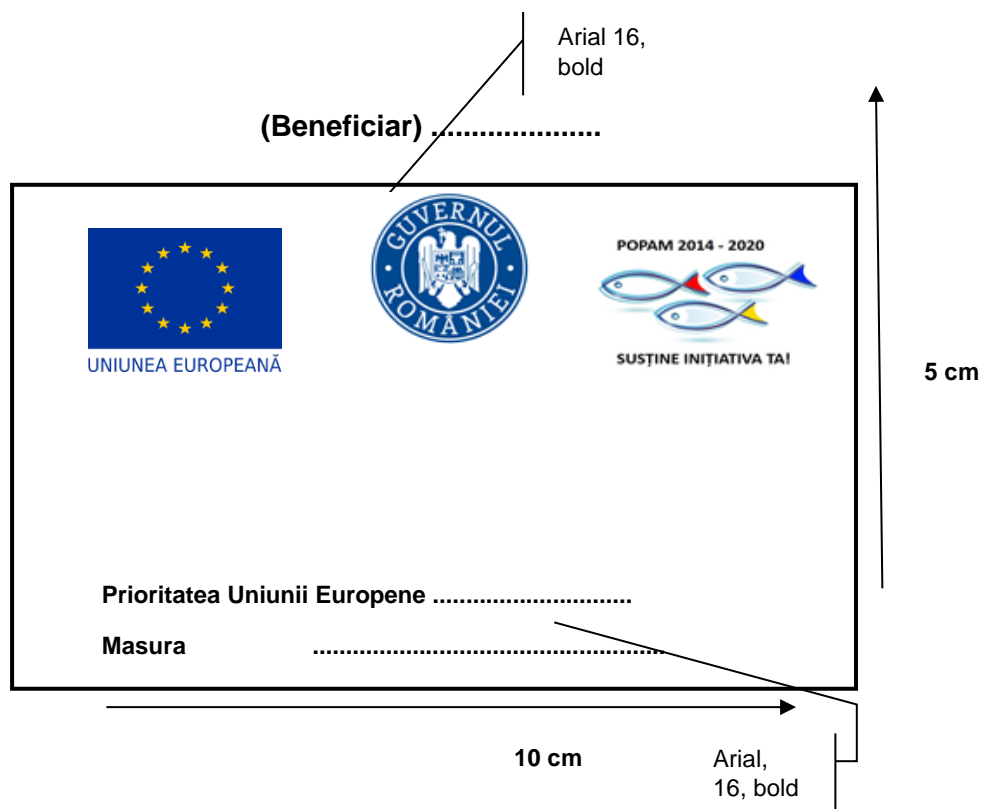 Arial 16,
bold
(Beneficiar) .....................
GUVERNUL ROMÂNIEI
POPAM 2014 - 2020
UNIUNEA EUROPEANĂ
SUSȚINE INIȚIATIVA TA!
5 cm
Prioritatea Uniunii Europene ..............................
Masura ....................................................
10 cm
Arial,
16, bold